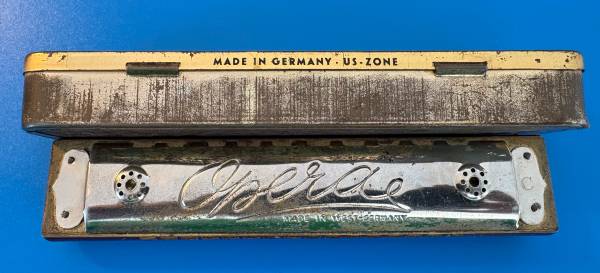 MADE IN GERMANY · US-ZONE
Opera
C
MADE IN WEST-GERMANY